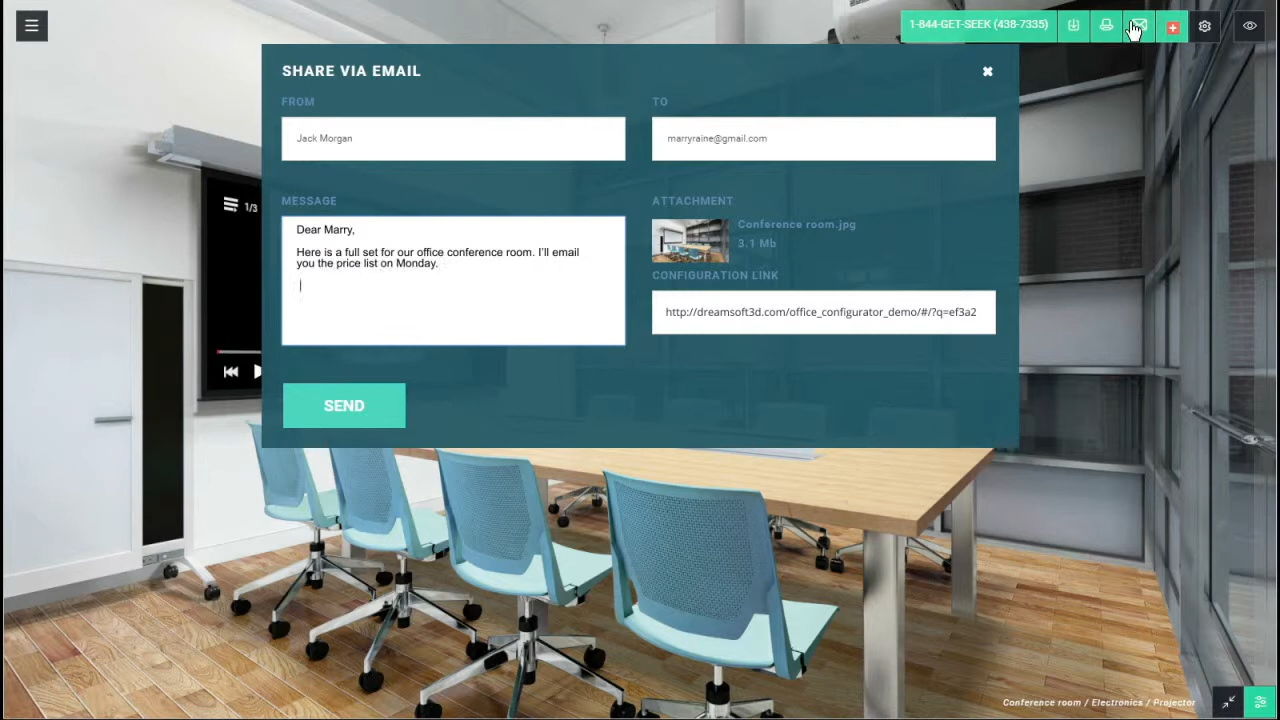 1-844-GET-SEEK (438-7335)
SHARE VIA EMAIL
FROM
Jack Morgan
TO
marryraine@gmail.com
MESSAGE
Dear Marry,
Here is a full set for our office conference room. I'll email
you the price list on Monday.
ATTACHMENT
Conference room.jpg
3.1 Mb
CONFIGURATION LINK
http://dreamsoft3d.com/office_configurator_demo/#/?q=ef3a2
SEND
1/3
Conference room / Electronics / Projector